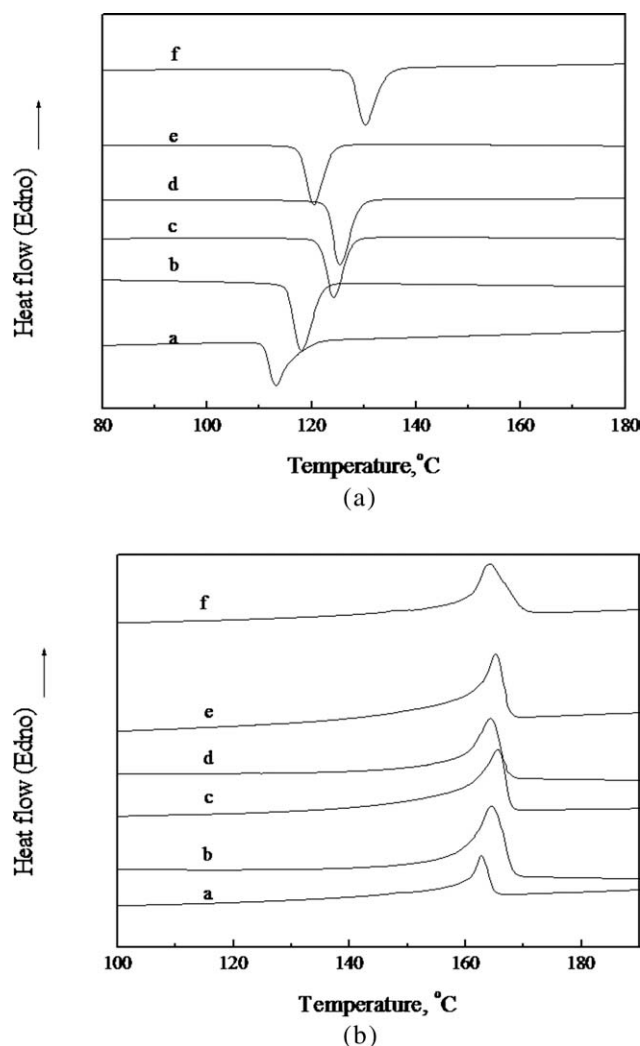 f
e
d
c
b
a
Heat flow (Edno)
80 100 120 140 160 180
Temperature,°C
(a)
f
e
d
c
b
a
Heat flow (Edno)
100 120 140 160 180
Temperature, °C
(b)